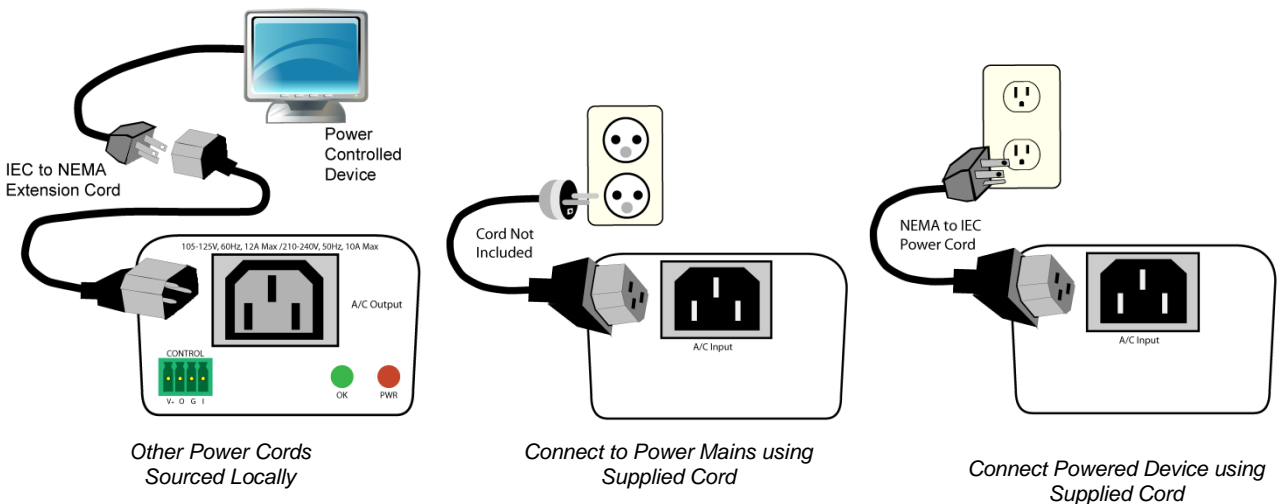 Power
Controlled
Device
IEC to NEMA
Extension Cord
105-125V, 60Hz, 12A Max /210-240V, 50Hz, 10A Max
A/C Output
CONTROL
V+ O G I
OK
PWR
Other Power Cords
Sourced Locally
Cord Not
Included
A/C Input
Connect to Power Mains using
Supplied Cord
NEMA to IEC
Power Cord
A/C Input
Connect Powered Device using
Supplied Cord